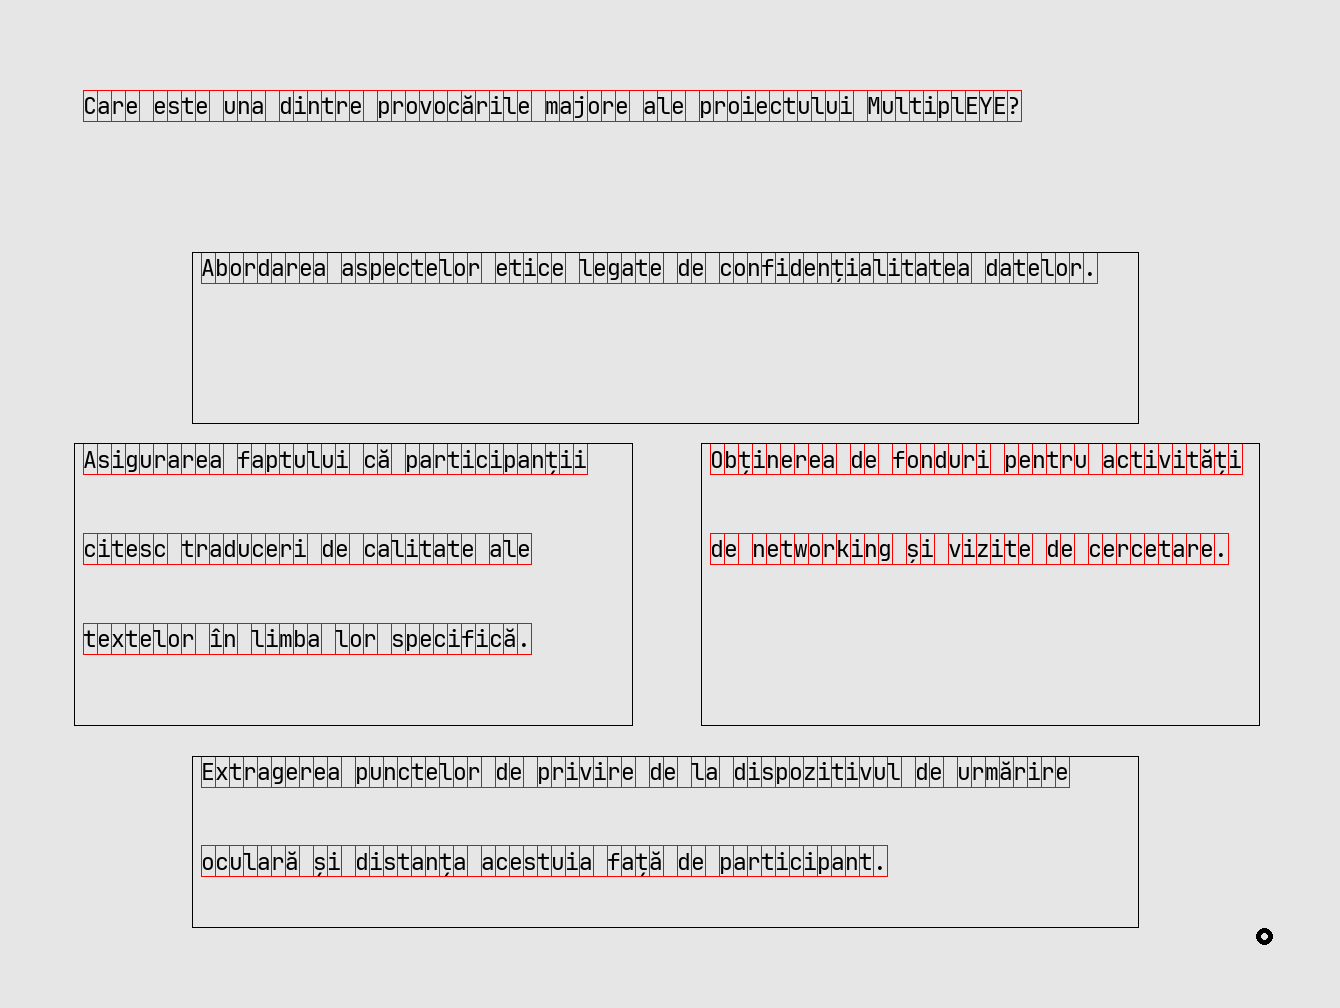 Care este una dintre provocările majore ale proiectului MultiplEYE?
Abordarea aspectelor etice legate de confidențialitatea datelor.
Asigurarea faptului că participanții
citesc traduceri de calitate ale
textelor în limba lor specifică.
Obținerea de fonduri pentru activități
de networking și vizite de cercetare.
Extragerea punctelor de privire de la dispozitivul de urmărire
oculară și distanța acestuia față de participant.